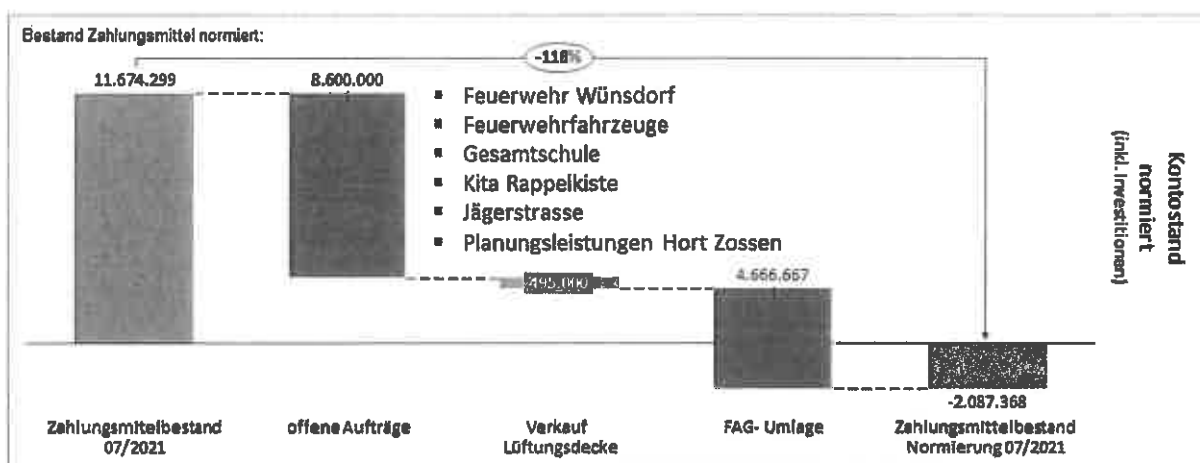 Bestand Zahlungsmittel normiert:
-118%
11.674.299
8.600.000
▪ Feuerwehr Wünsdorf
▪ Feuerwehrfahrzeuge
▪ Gesamtschule
▪ Kita Rappelkiste
▪ Jägerstrasse
▪ Planungsleistungen Hort Zossen
495.000
4.666.667
-2.087.368
Kontostand
normiert
(inkl. Investitionen)
Zahlungsmittelbestand
07/2021
offene Aufträge
Verkauf
Lüftungsdecke
FAG- Umlage
Zahlungsmittelbestand
Normierung 07/2021